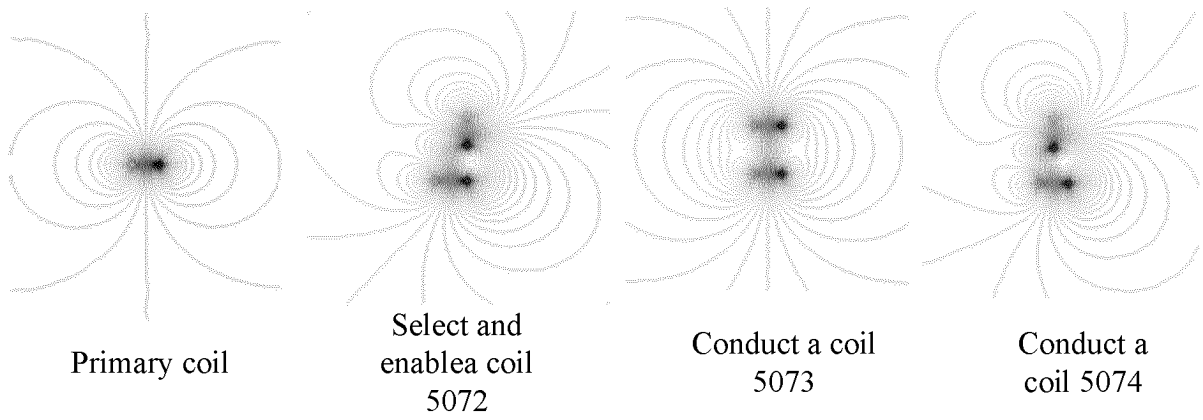 Primary coil
Select and
enablea coil
5072
Conduct a coil
5073
Conduct a
coil 5074